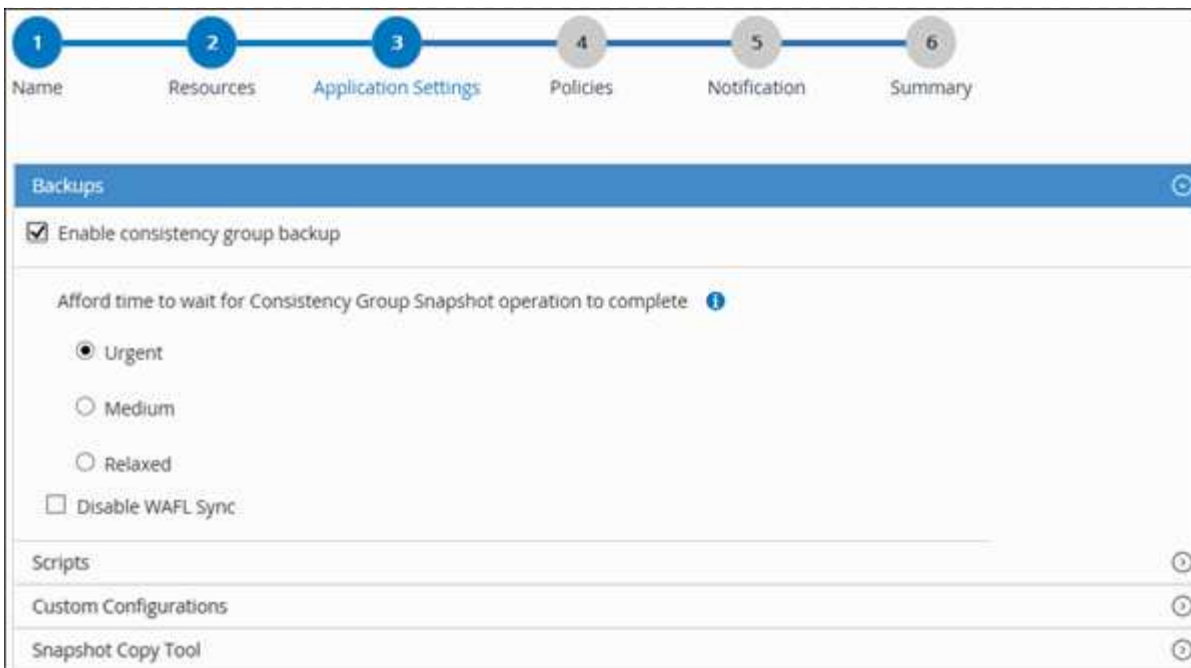 1 2 3 4 5 6
Name Resources Application Settings Policies Notification Summary
Backups
Enable consistency group backup
Afford time to wait for Consistency Group Snapshot operation to complete i
Urgent
Medium
Relaxed
Disable WAFL Sync
Scripts
Custom Configurations
Snapshot Copy Tool